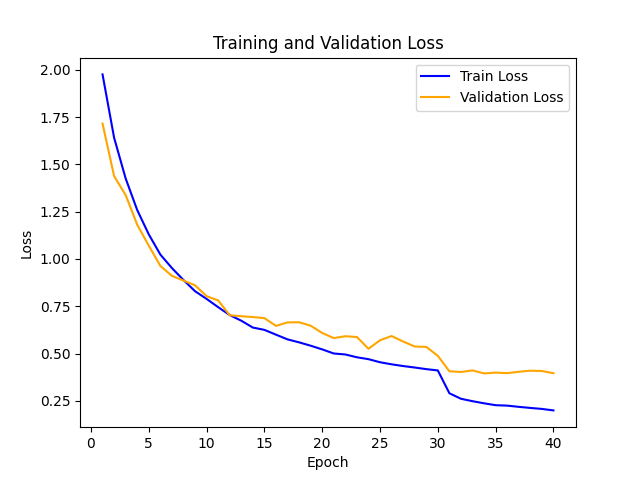 Training and Validation Loss
Train Loss
Validation Loss
Loss
2.00
1.75
1.50
1.25
1.00
0.75
0.50
0.25
0 5 10 15 20 25 30 35 40
Epoch